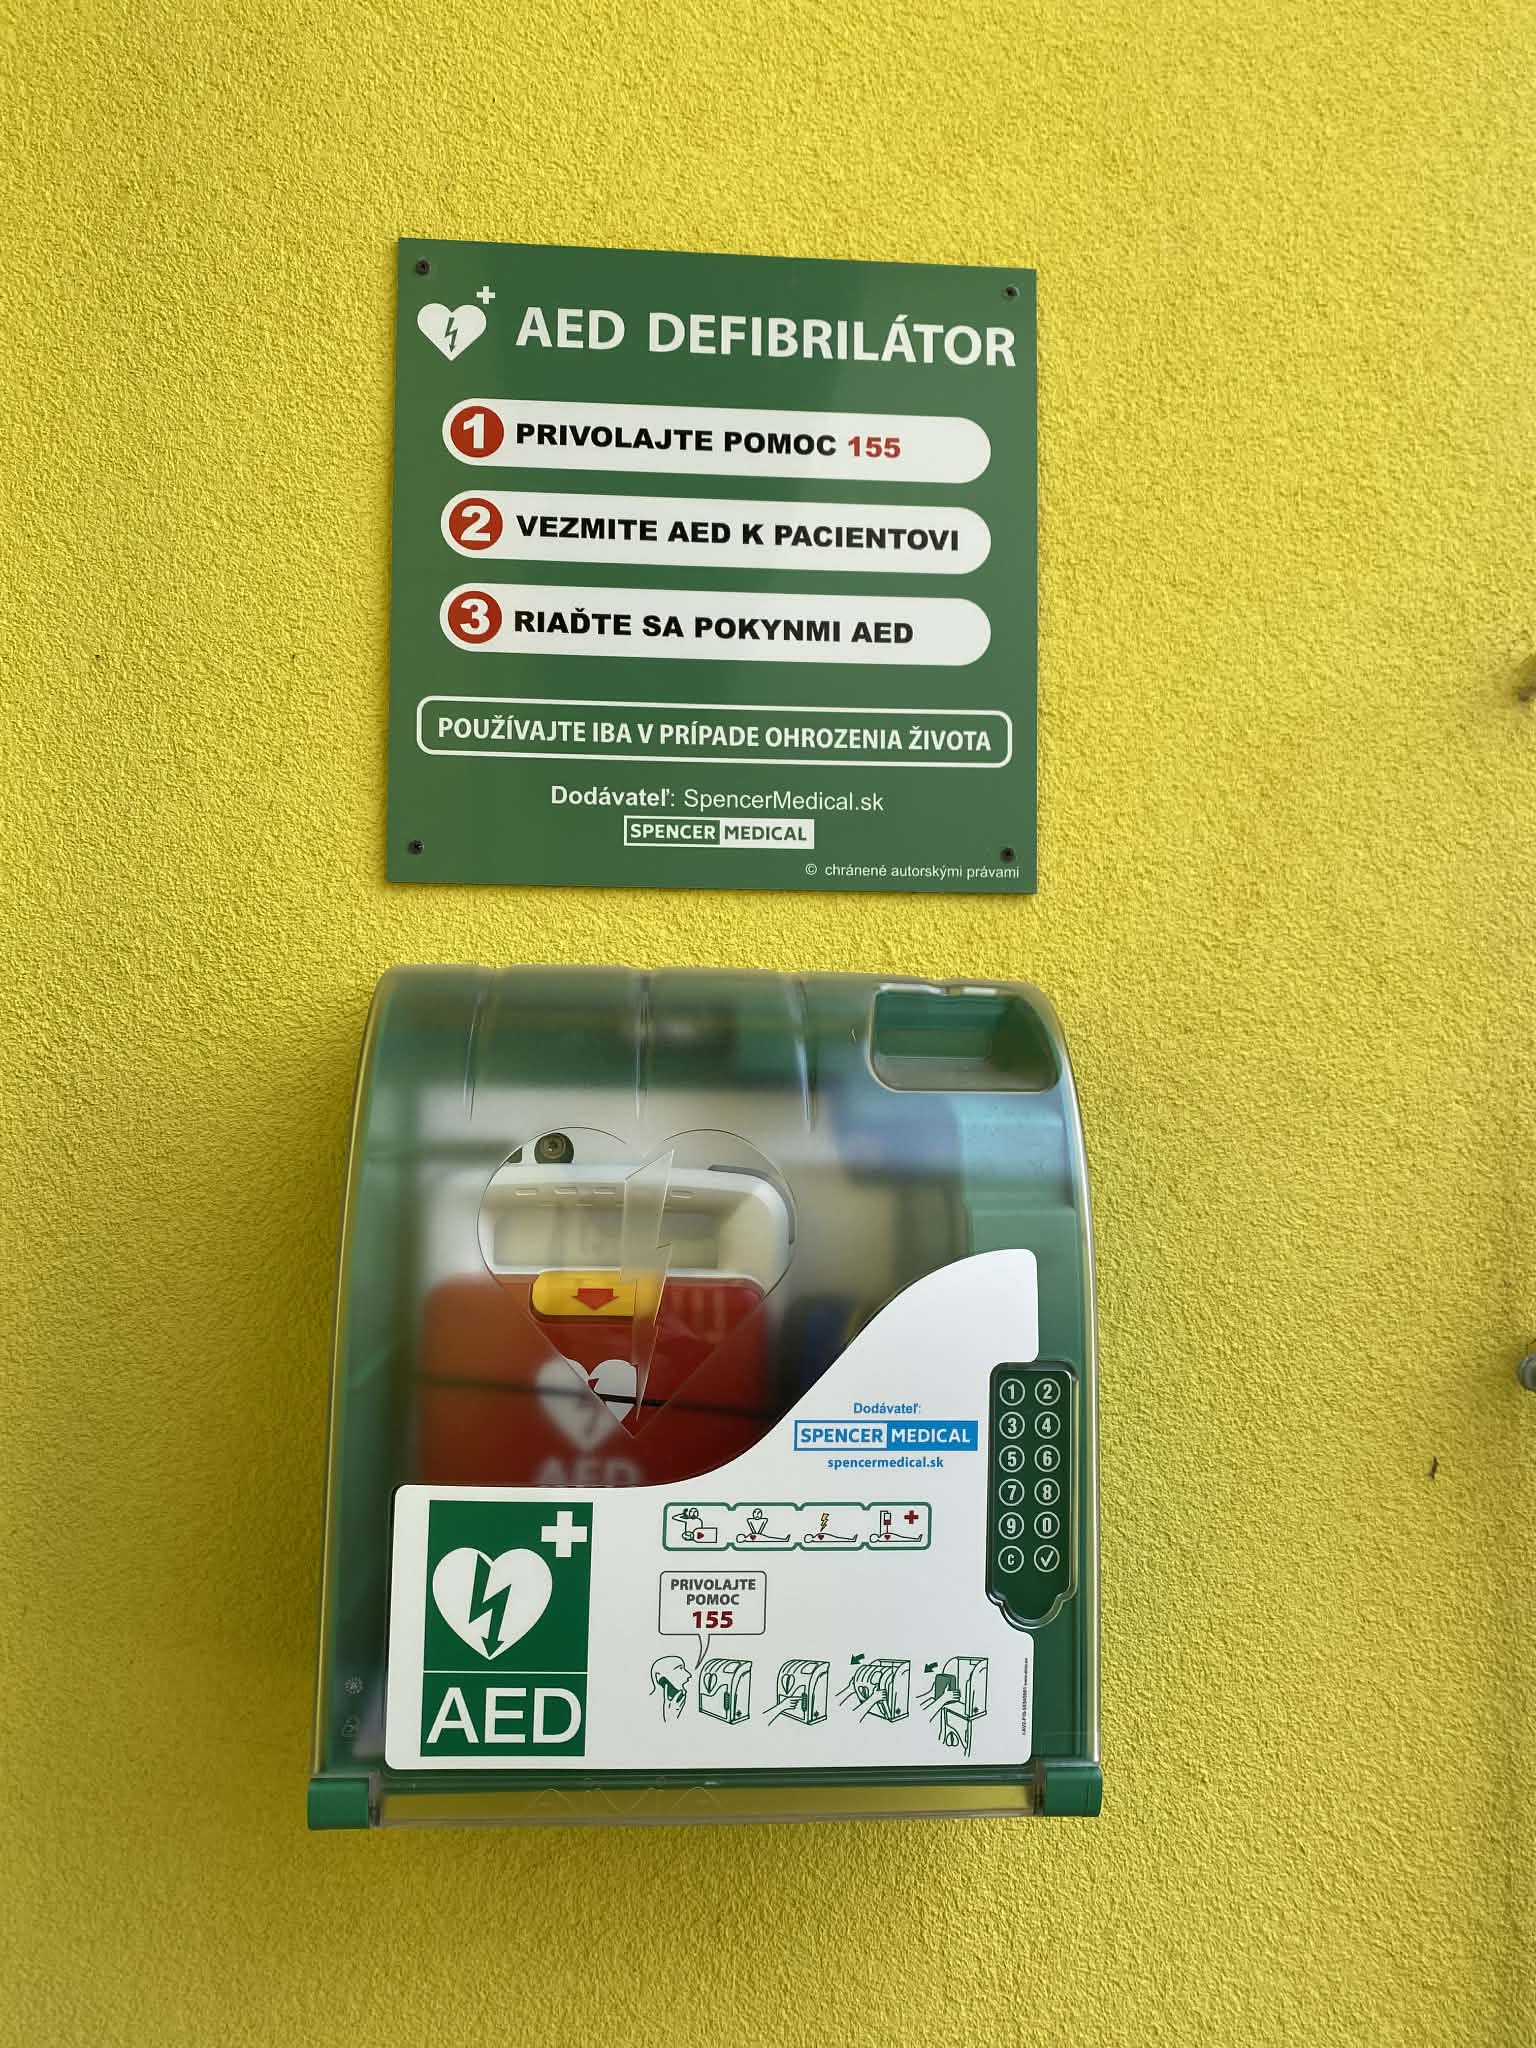 AED DEFIBRILÁTOR
1 PRIVOLAJTE POMOC 155
2 VEZMITE AED K PACIENTOVI
3 RIAĎTE SA POKYNMI AED
POUŽÍVAJTE IBA V PRÍPADE OHROZENIA ŽIVOTA
Dodávateľ: SpencerMedical.sk
SPENCER MEDICAL
© chránené autorskými právami
Dodávateľ:
SPENCER MEDICAL
spencermedical.sk
1 2
3 4
5 6
7 8
9 0
C
AED
PRIVOLAJTE
POMOC
155
AED